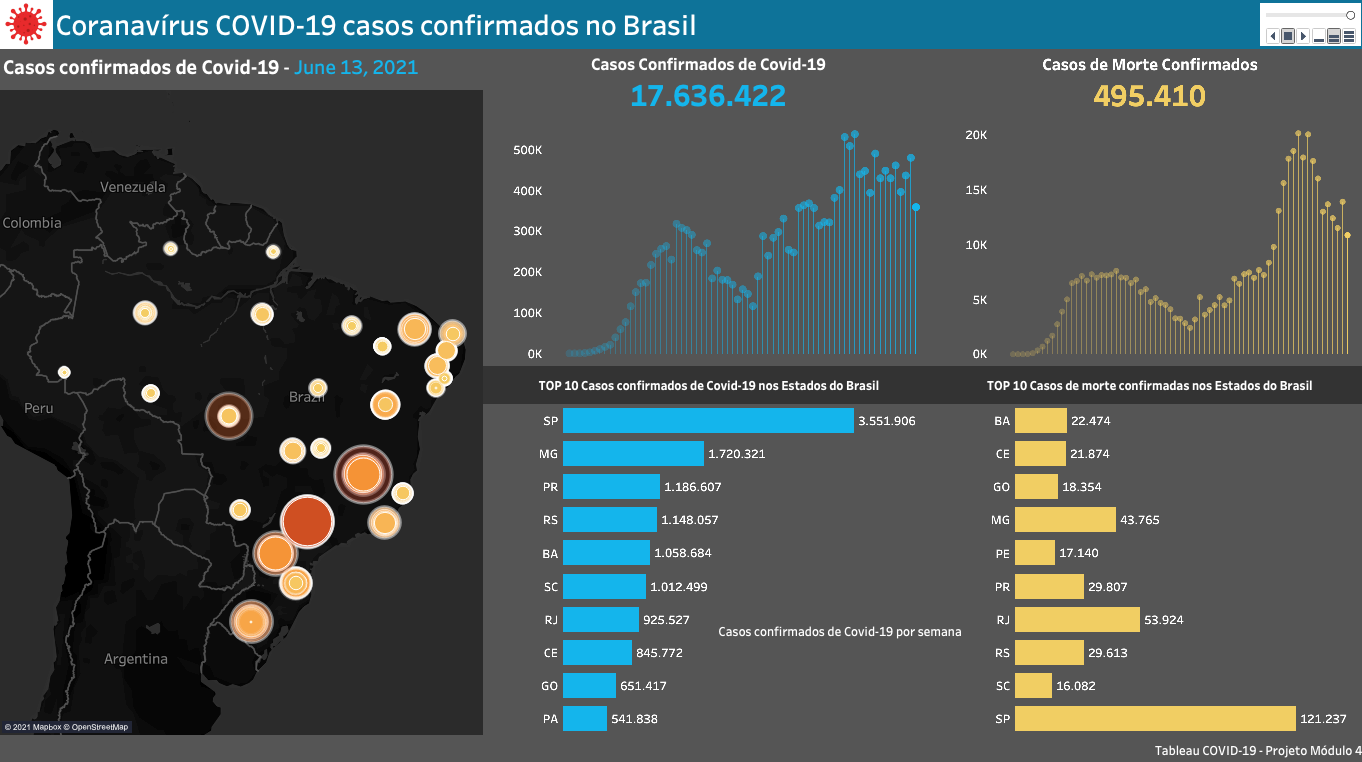 Coranavírus COVID-19 casos confirmados no Brasil
Casos confirmados de Covid-19 - June 13, 2021
Venezuela
Colombia
Peru
Brazil
Argentina
© 2021 Mapbox © OpenStreetMap
Casos Confirmados de Covid-19
17.636.422
500K
400K
300K
200K
100K
0K
Casos de Morte Confirmados
495.410
20K
15K
10K
5K
0K
TOP 10 Casos confirmados de Covid-19 nos Estados do Brasil
SP 3.551.906
MG 1.720.321
PR 1.186.607
RS 1.148.057
BA 1.058.684
SC 1.012.499
RJ 925.527
CE 845.772
GO 651.417
PA 541.838
Casos confirmados de Covid-19 por semana
TOP 10 Casos de morte confirmadas nos Estados do Brasil
BA 22.474
CE 21.874
GO 18.354
MG 43.765
PE 17.140
PR 29.807
RJ 53.924
RS 29.613
SC 16.082
SP 121.237
Tableau COVID-19 - Projeto Módulo 4